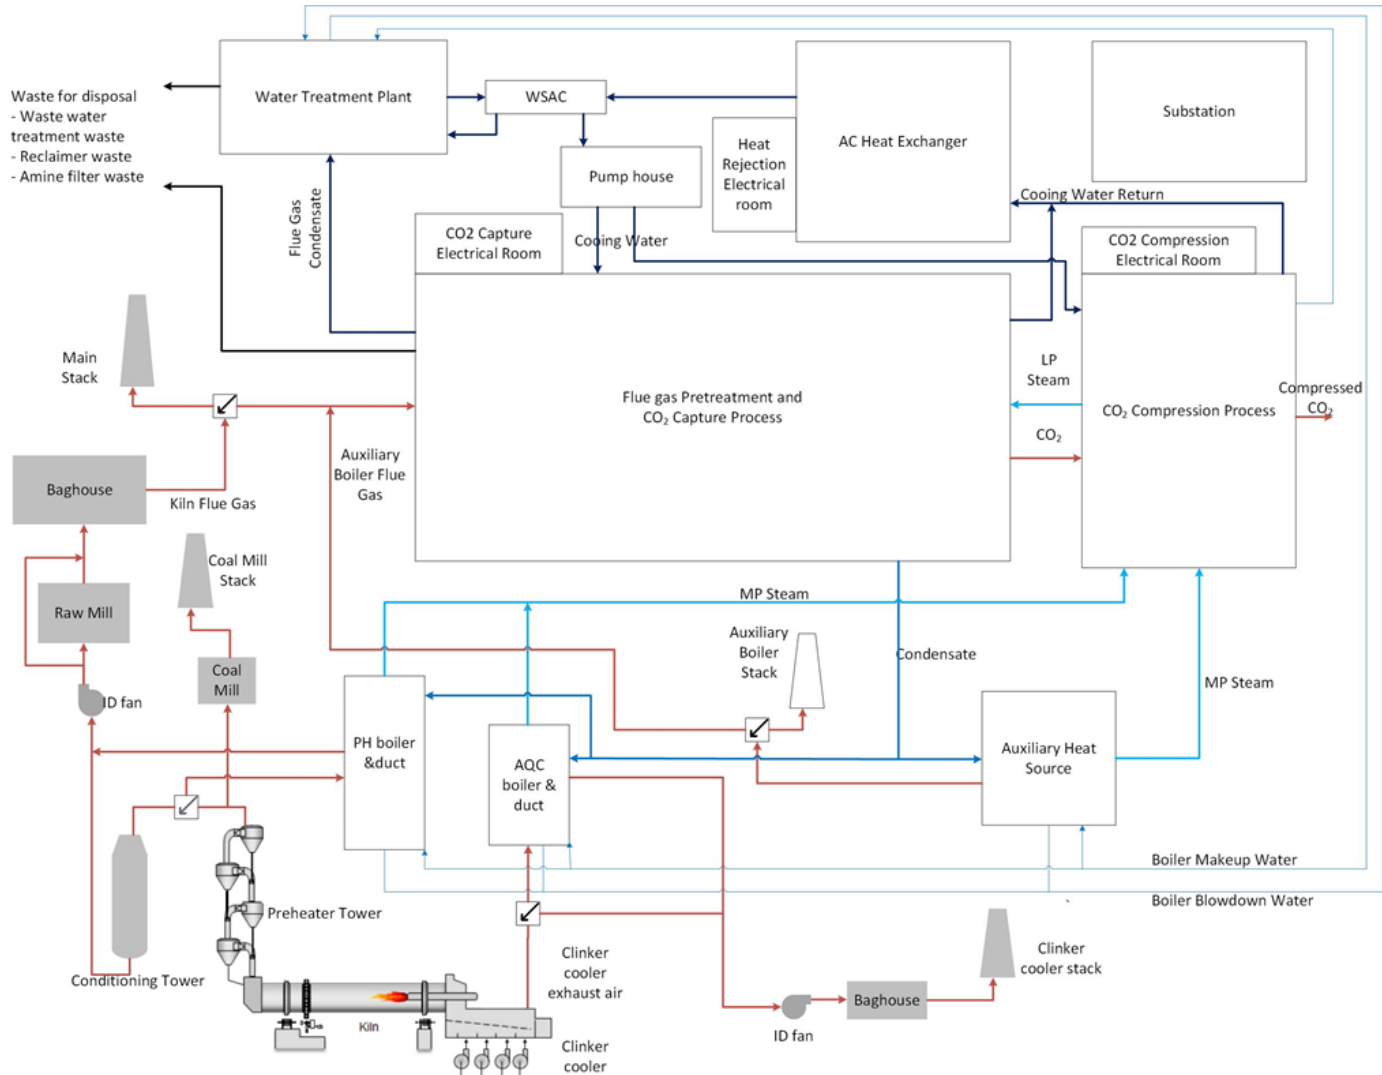 Waste for disposal
- Waste water
treatment waste
- Reclaimer waste
- Amine filter waste
Water Treatment Plant
WSAC
Pump house
Heat
Rejection
Electrical
room
AC Heat Exchanger
Substation
Flue Gas
Condensate
CO2 Capture
Electrical Room
Cooing Water
Cooing Water Return
CO2 Compression
Electrical Room
Main
Stack
Flue gas Pretreatment and
CO₂ Capture Process
LP
Steam
CO₂
CO₂ Compression Process
Compressed
CO₂
Baghouse
Kiln Flue Gas
Auxiliary
Boiler Flue
Gas
Coal Mill
Stack
Raw Mill
Coal
Mill
ID fan
MP Steam
Auxiliary
Boiler
Stack
Condensate
MP Steam
PH boiler
&duct
AQC
boiler &
duct
Auxiliary Heat
Source
Boiler Makeup Water
Boiler Blowdown Water
Preheater Tower
Conditioning Tower
Kiln
Clinker
cooler
exhaust air
Clinker
cooler
ID fan
Baghouse
Clinker
cooler stack